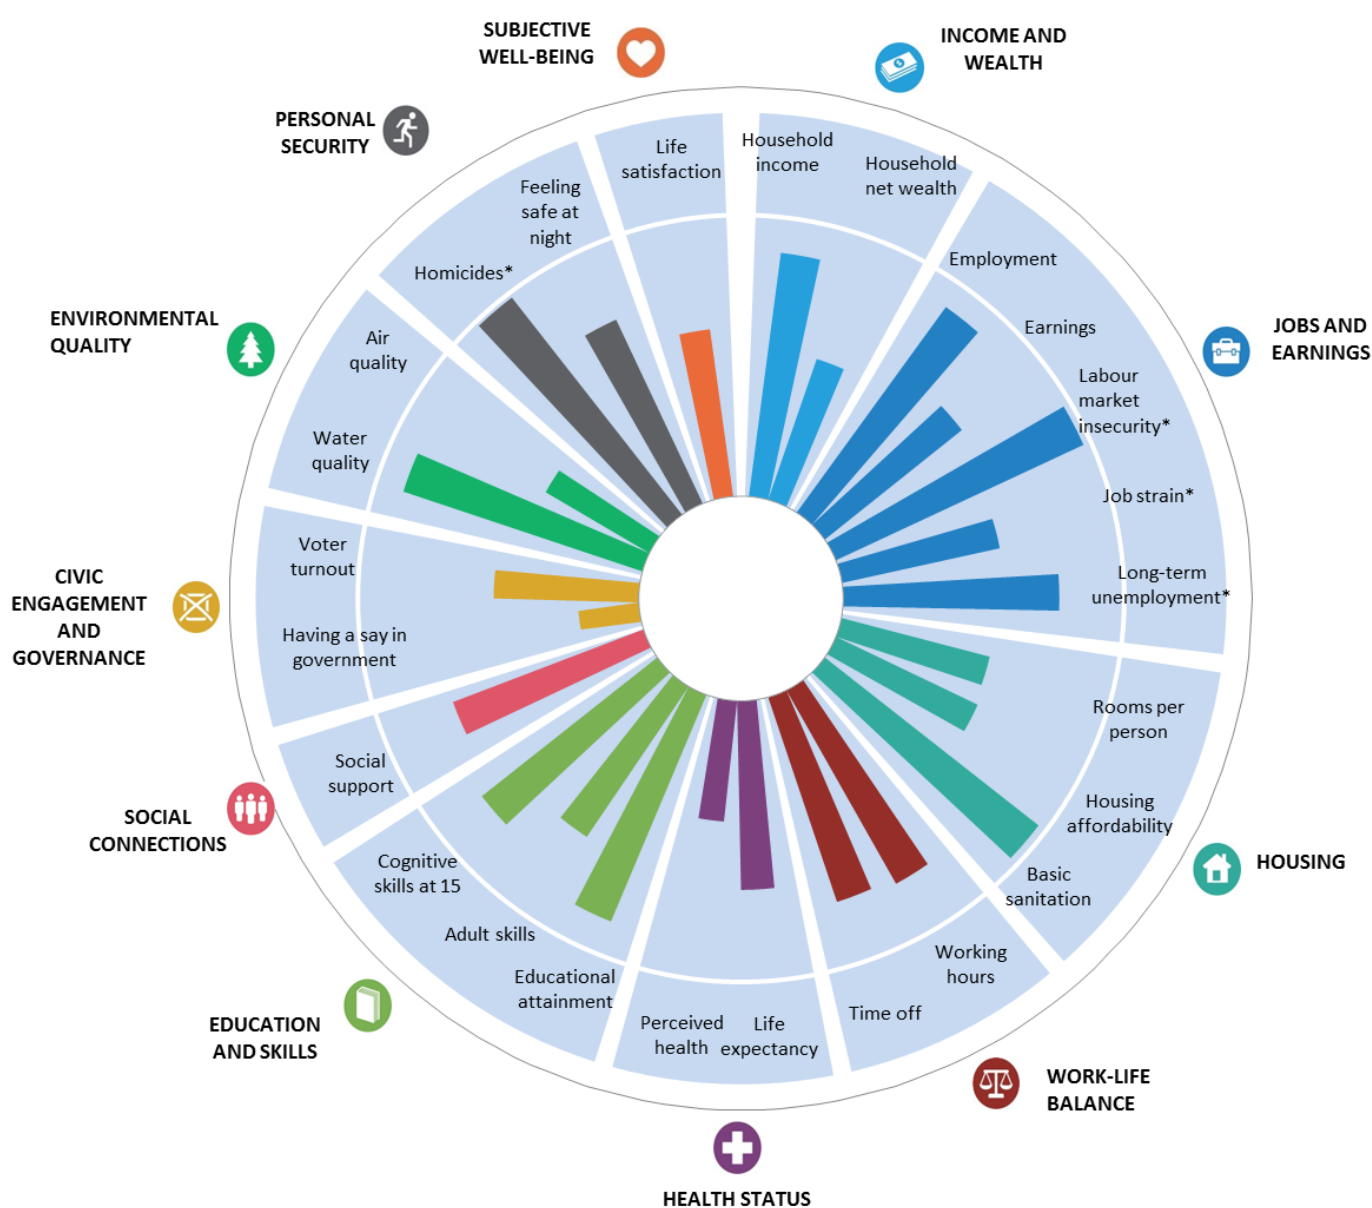 SUBJECTIVE
WELL-BEING
INCOME AND
WEALTH
PERSONAL
SECURITY
Life
satisfaction
Household
income
Household
net wealth
Feeling
safe at
night
Homicides*
Employment
ENVIRONMENTAL
QUALITY
Air
quality
Earnings
JOBS AND
EARNINGS
Labour
market
insecurity*
Water
quality
Job strain*
Voter
turnout
Long-term
unemployment*
CIVIC
ENGAGEMENT
AND
GOVERNANCE
Having a say in
government
Rooms per
person
Social
support
SOCIAL
CONNECTIONS
Housing
affordability
HOUSING
Cognitive
skills at 15
Basic
sanitation
Adult skills
Working
hours
Educational
attainment
Time off
Perceived
health
Life
expectancy
EDUCATION
AND SKILLS
WORK-LIFE
BALANCE
HEALTH STATUS